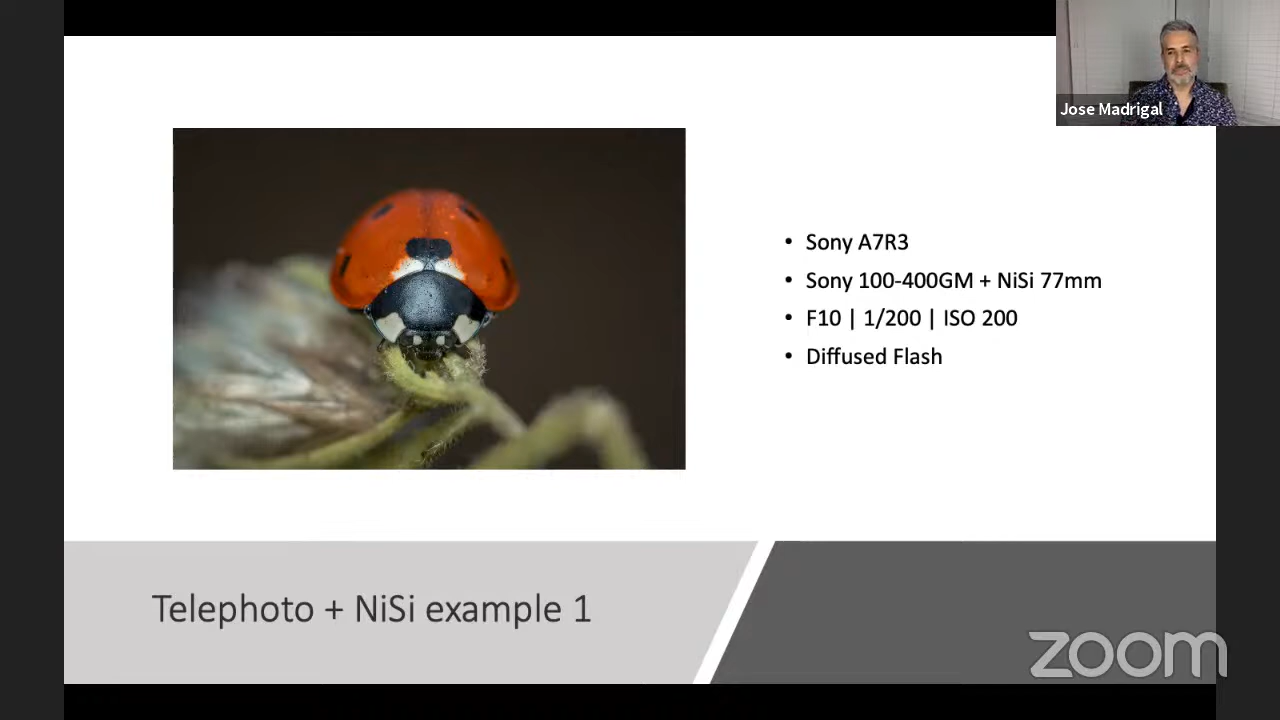 Jose Madrigal
• Sony A7R3
• Sony 100-400GM + NiSi 77mm
• F10 | 1/200 | ISO 200
• Diffused Flash
Telephoto + NiSi example 1
zoom